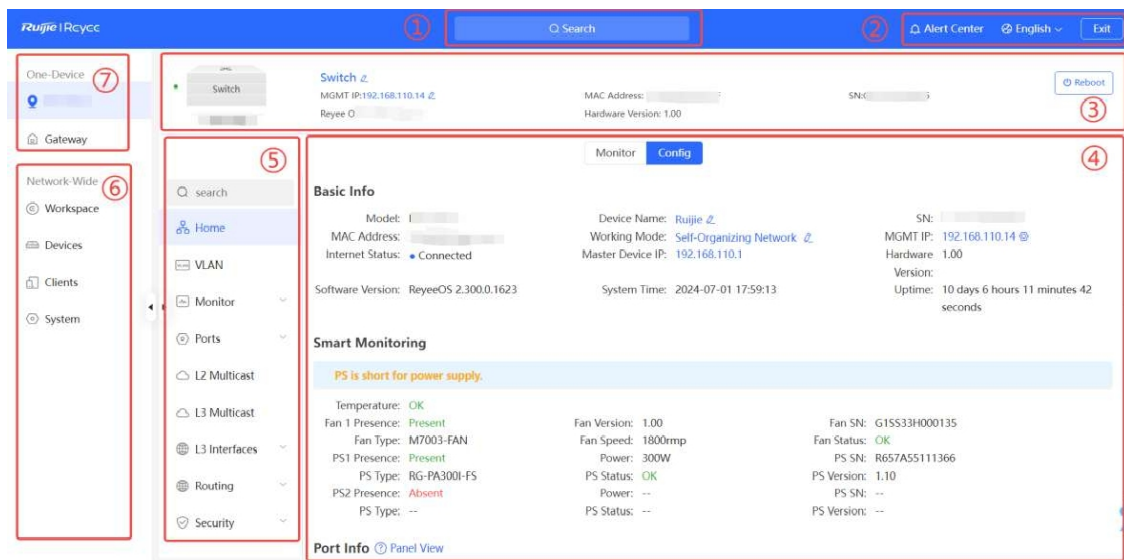 Ruijie | Rcycc
①
Search
②
Alert Center
English
Exit
One-Device
⑦
Gateway
Switch
Switch
MGMT IP:192.168.110.14
MAC Address:
SN:
Reboot
Reyee
Hardware Version: 1.00
③
Network-Wide
⑥
Workspace
Devices
Clients
System
⑤
search
Home
VLAN
Monitor
Ports
L2 Multicast
L3 Multicast
L3 Interfaces
Routing
Security
Monitor Config
④
Basic Info
Model:
Device Name: Ruijie
SN:
MAC Address:
Working Mode: Self-Organizing Network
MGMT IP: 192.168.110.14
Internet Status: Connected
Master Device IP: 192.168.110.1
Hardware 1.00
Version:
Software Version: ReyeeOS 2.300.0.1623
System Time: 2024-07-01 17:59:13
Uptime: 10 days 6 hours 11 minutes 42
seconds
Smart Monitoring
PS is short for power supply.
Temperature: OK
Fan 1 Presence: Present
Fan Version: 1.00
Fan SN: G1SS33H000135
Fan Type: M7003-FAN
Fan Speed: 1800rmp
Fan Status: OK
PS1 Presence: Present
Power: 300W
PS SN: R657A55111366
PS Type: RG-PA300I-FS
PS Status: OK
PS Version: 1.10
PS2 Presence: Absent
Power: --
PS SN: --
PS Type: --
PS Status: --
PS Version: --
Port Info Panel View